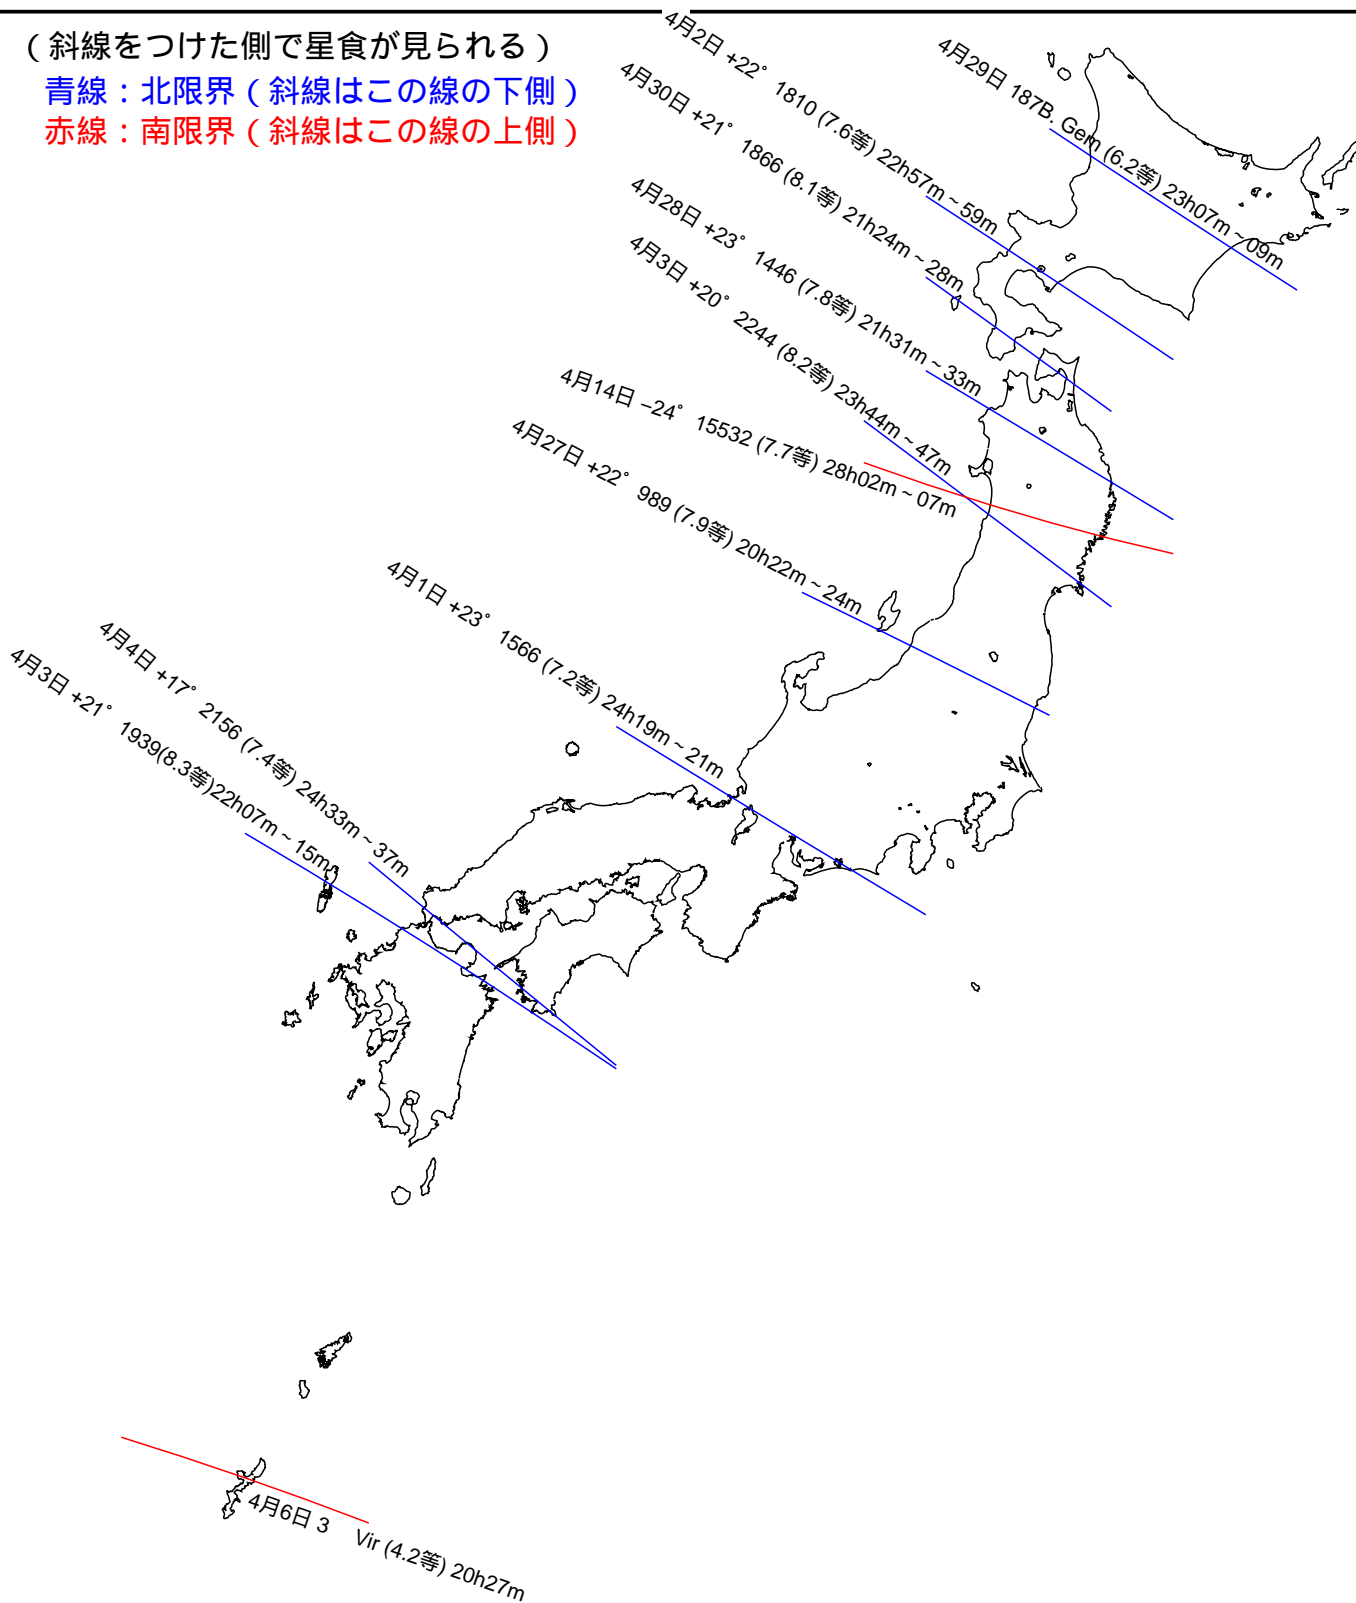 （斜線をつけた側で星食が見られる）
青線：北限界（斜線はこの線の下側）
赤線：南限界（斜線はこの線の上側）
4月2日 +22° 1810 (7.6等) 22h57m ~ 59m
4月29日 187B. Gem (6.2等) 23h07m ~ 09m
4月30日 +21° 1866 (8.1等) 21h24m ~ 28m
4月28日 +23° 1446 (7.8等) 21h31m ~ 33m
4月3日 +20° 2244 (8.2等) 23h44m ~ 47m
4月14日 −24° 15532 (7.7等) 28h02m ~ 07m
4月27日 +22° 989 (7.9等) 20h22m ~ 24m
4月1日 +23° 1566 (7.2等) 24h19m ~ 21m
4月4日 +17° 2156 (7.4等) 24h33m ~ 37m
4月3日 +21° 1939(8.3等)22h07m ~ 15m
4月6日 3 Vir (4.2等) 20h27m